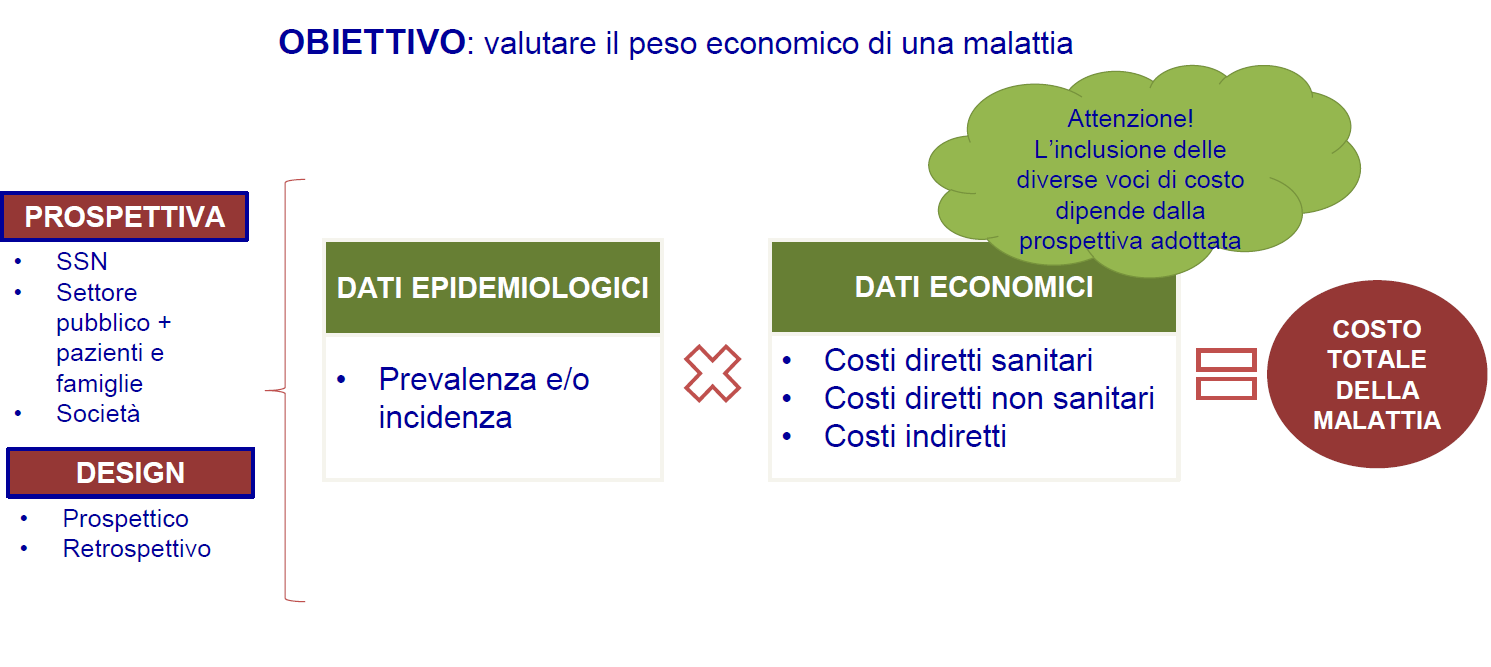 OBIETTIVO: valutare il peso economico di una malattia
Attenzione!
L’inclusione delle
diverse voci di costo
dipende dalla
prospettiva adottata
PROSPETTIVA
• SSN
• Settore
pubblico +
pazienti e
famiglie
• Società
DESIGN
• Prospettico
• Retrospettivo
DATI EPIDEMIOLOGICI
• Prevalenza e/o
incidenza
DATI ECONOMICI
• Costi diretti sanitari
• Costi diretti non sanitari
• Costi indiretti
COSTO
TOTALE
DELLA
MALATTIA